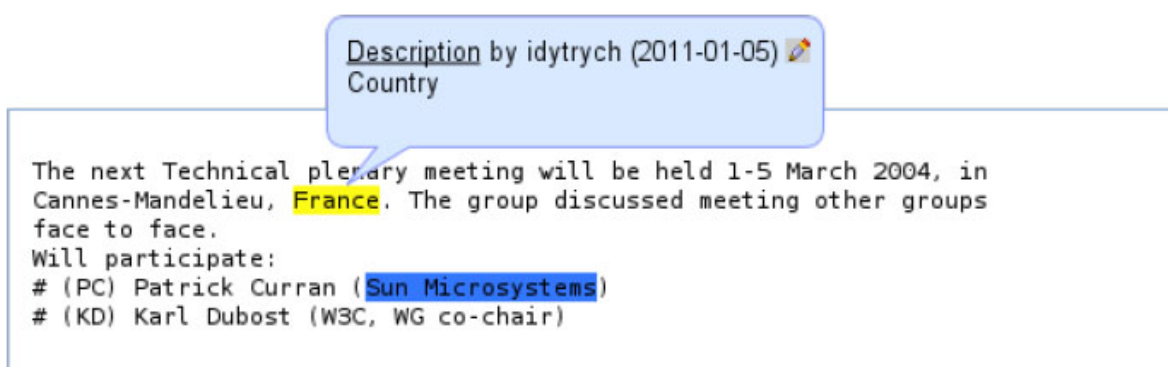 Description by idytrych (2011-01-05)
Country
The next Technical plenary meeting will be held 1-5 March 2004, in
Cannes-Mandelieu, France. The group discussed meeting other groups
face to face.
Will participate:
# (PC) Patrick Curran (Sun Microsystems)
# (KD) Karl Dubost (W3C, WG co-chair)